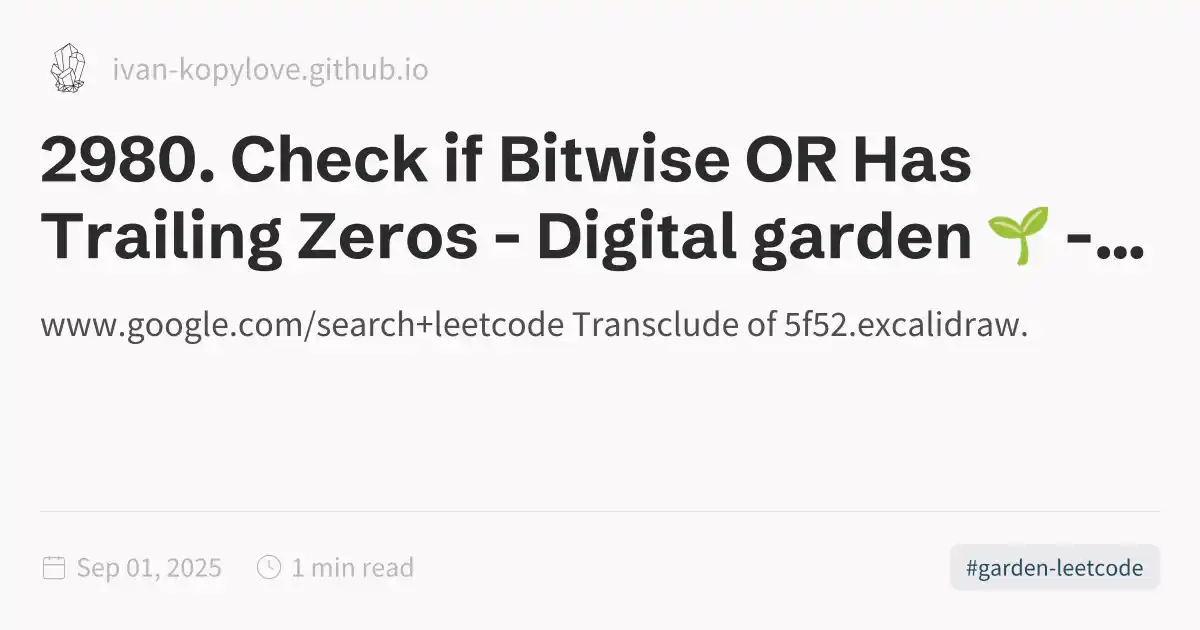 ivan-kopylove.github.io
2980. Check if Bitwise OR Has
Trailing Zeros - Digital garden 🌱 -...
www.google.com/search+leetcode Transclude of 5f52.excalidraw.
Sep 01, 2025 1 min read #garden-leetcode